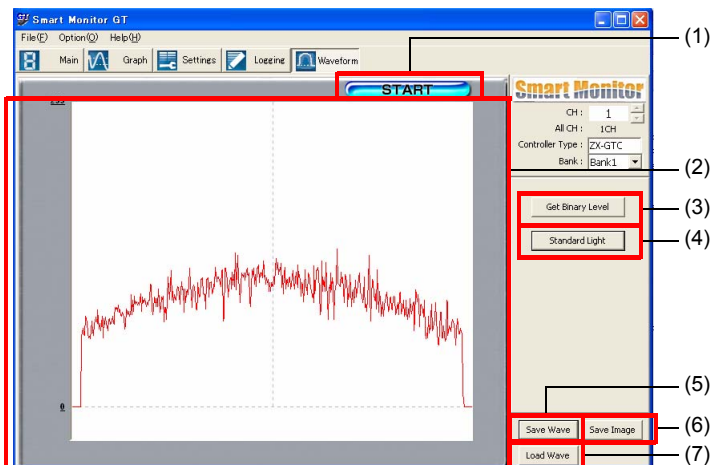 Smart Monitor GT
File(F) Option(O) Help(H)
Main Graph Settings Logging Waveform
(1)
START
Smart Monitor
255
CH : 1
All CH : 1CH
Controller Type : ZX-GTC
Bank : Bank1
(2)
Get Binary Level
(3)
Standard Light
(4)
0
(5)
Save Wave Save Image
(6)
Load Wave
(7)